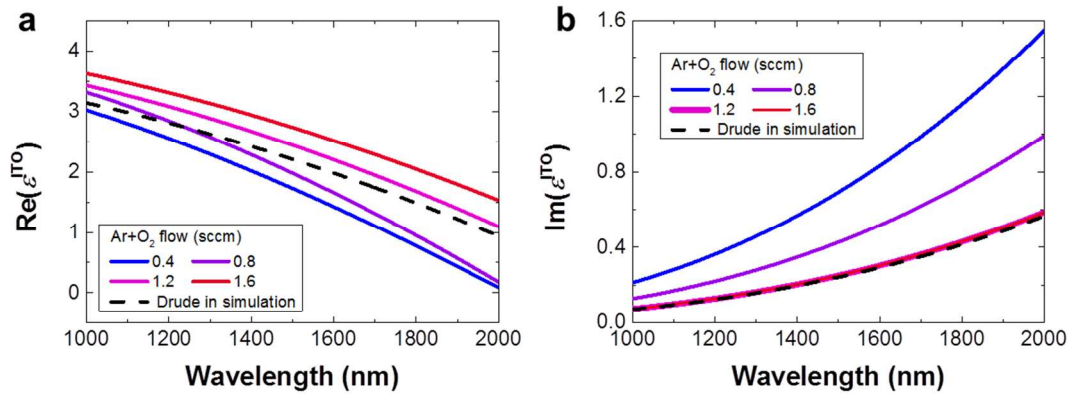 a
Re(ε^ITO)
4
3
2
1
0
Ar+O₂ flow (sccm)
0.4 0.8
1.2 1.6
Drude in simulation
1000 1200 1400 1600 1800 2000
Wavelength (nm)
b
Im(ε^ITO)
1.6
1.2
0.8
0.4
0.0
Ar+O₂ flow (sccm)
0.4 0.8
1.2 1.6
Drude in simulation
1000 1200 1400 1600 1800 2000
Wavelength (nm)